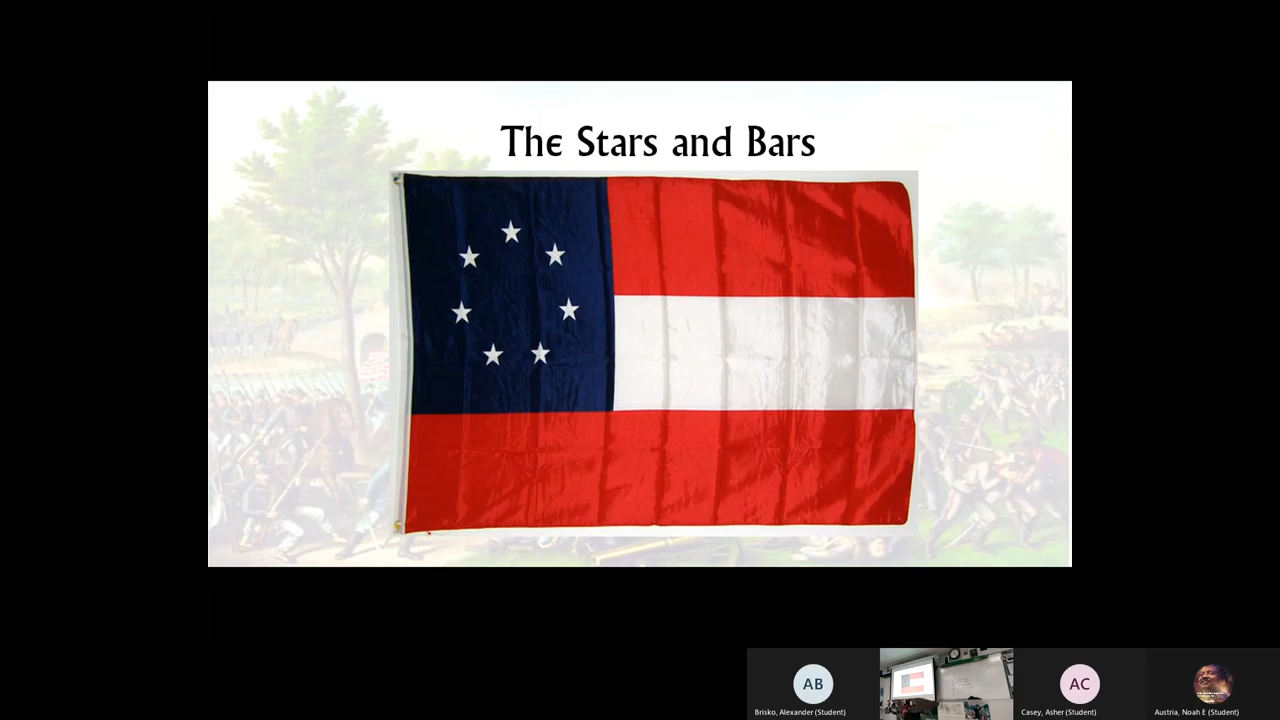 The Stars and Bars
AB
Brisko, Alexander (Student)
AC
Casey, Asher (Student)
Austria, Noah E (Student)